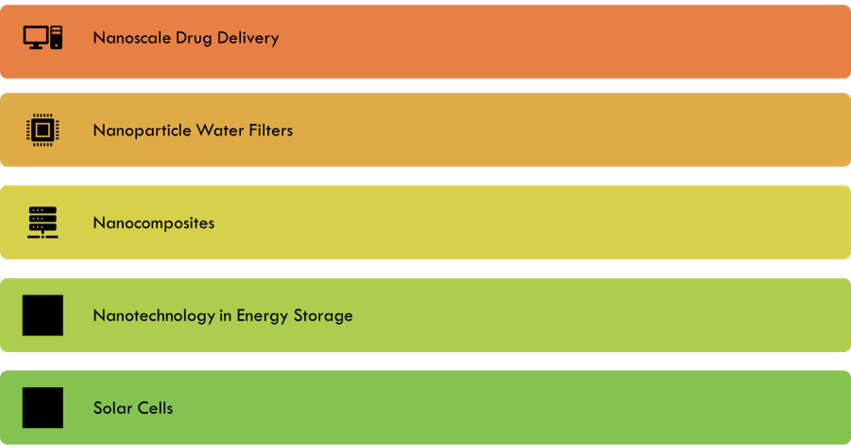 Nanoscale Drug Delivery
Nanoparticle Water Filters
Nanocomposites
Nanotechnology in Energy Storage
Solar Cells